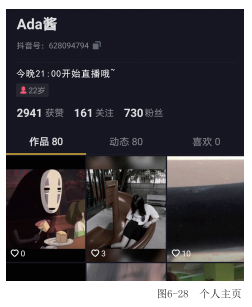 Ada酱
抖音号：628094794
今晚21:00开始直播哦~
22岁
2941 获赞 161 关注 730 粉丝
作品 80 动态 80 喜欢 0
0 3 10
图6-28 个人主页